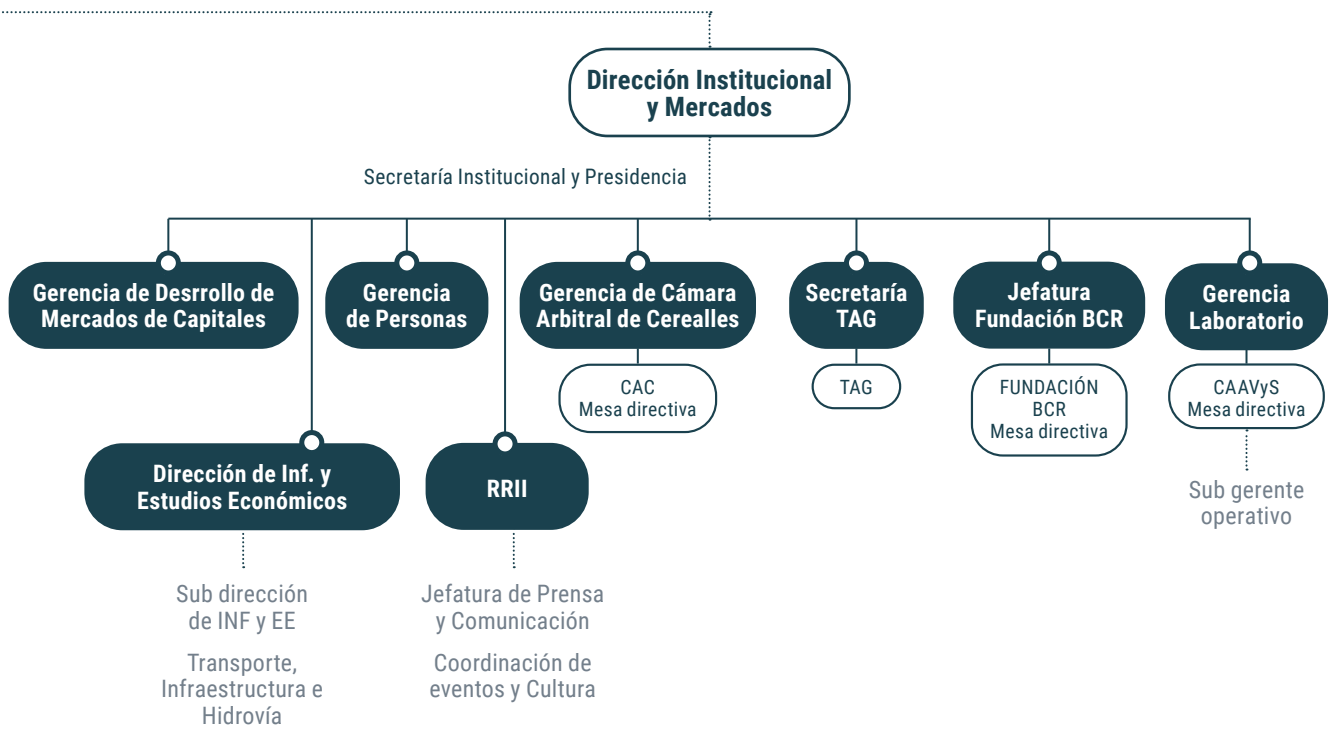 Dirección Institucional
y Mercados
Secretaría Institucional y Presidencia
Gerencia de Desrrollo de
Mercados de Capitales
Gerencia
de Personas
Gerencia de Cámara
Arbitral de Cerealles
Secretaría
TAG
Jefatura
Fundación BCR
Gerencia
Laboratorio
CAC
Mesa directiva
TAG
FUNDACIÓN
BCR
Mesa directiva
CAAVyS
Mesa directiva
Sub gerente
operativo
Dirección de Inf. y
Estudios Económicos
RRII
Sub dirección
de INF y EE
Transporte,
Infraestructura e
Hidrovía
Jefatura de Prensa
y Comunicación
Coordinación de
eventos y Cultura